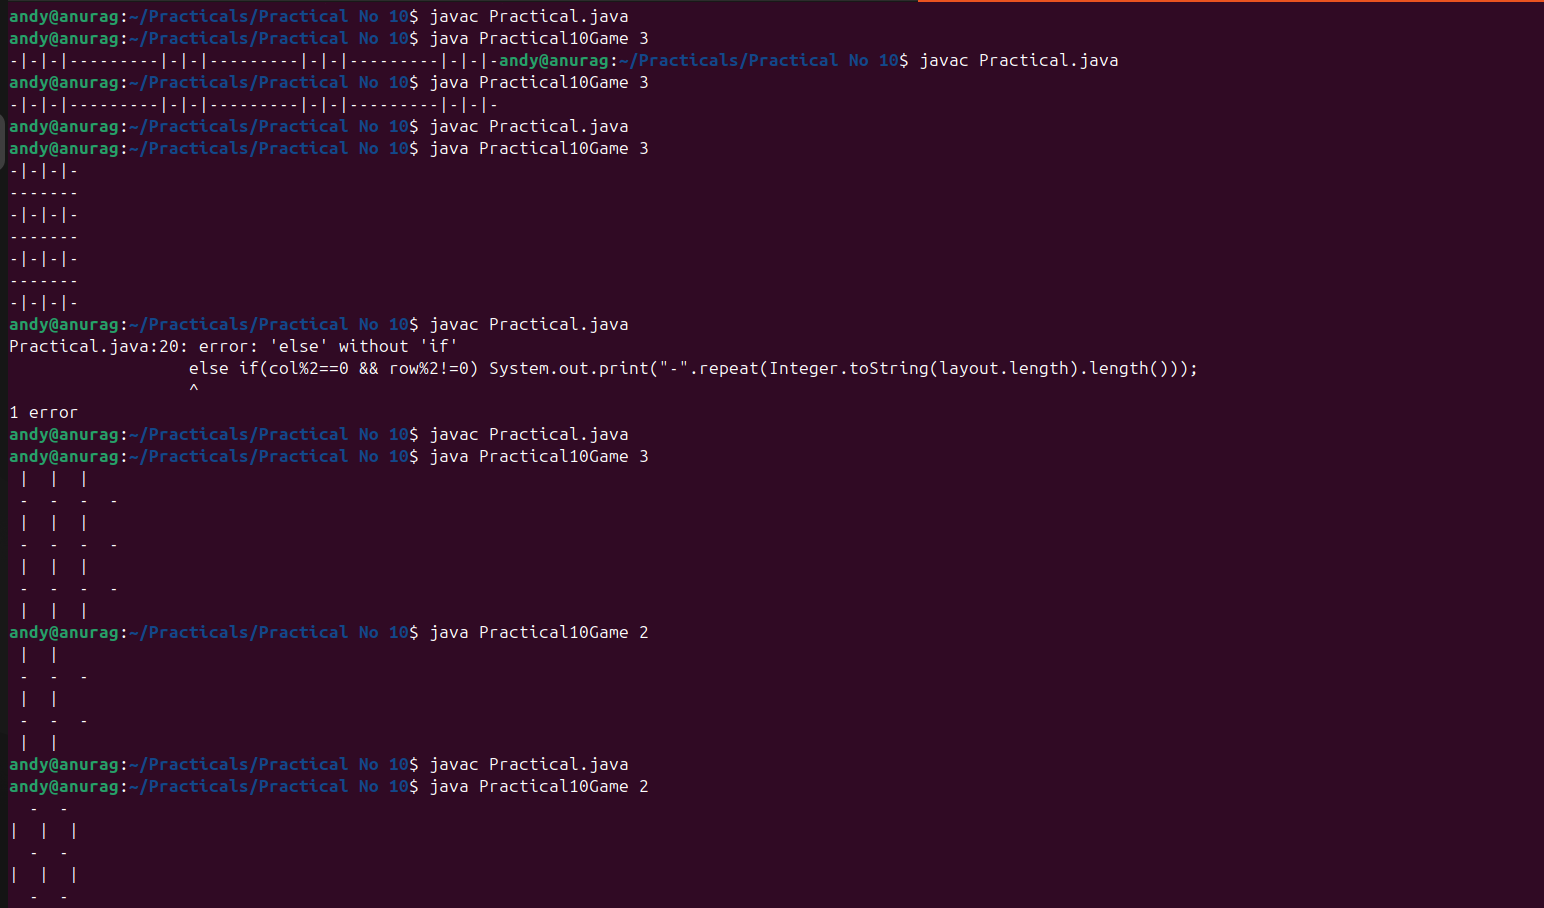 andy@anurag:~/Practicals/Practical No 10$ javac Practical.java
andy@anurag:~/Practicals/Practical No 10$ java Practical10Game 3
-|-|-|---------|-|-|---------|-|-|---------|-|-|-andy@anurag:~/Practicals/Practical No 10$ javac Practical.java
andy@anurag:~/Practicals/Practical No 10$ java Practical10Game 3
-|-|-|---------|-|-|---------|-|-|---------|-|-|-
andy@anurag:~/Practicals/Practical No 10$ javac Practical.java
andy@anurag:~/Practicals/Practical No 10$ java Practical10Game 3
-|-|-|-
-------
-|-|-|-
-------
-|-|-|-
-------
-|-|-|-
andy@anurag:~/Practicals/Practical No 10$ javac Practical.java
Practical.java:20: error: 'else' without 'if'
                  else if(col%2==0 && row%2!=0) System.out.print("-".repeat(Integer.toString(layout.length).length()));
                  ^
1 error
andy@anurag:~/Practicals/Practical No 10$ javac Practical.java
andy@anurag:~/Practicals/Practical No 10$ java Practical10Game 3
 |  |  |
 -  -  -  -
 |  |  |
 -  -  -  -
 |  |  |
 -  -  -  -
 |  |  |
andy@anurag:~/Practicals/Practical No 10$ java Practical10Game 2
 |  |
 -  -  -
 |  |
 -  -  -
 |  |
andy@anurag:~/Practicals/Practical No 10$ javac Practical.java
andy@anurag:~/Practicals/Practical No 10$ java Practical10Game 2
  -  -
|  |  |
  -  -
|  |  |
  -  -